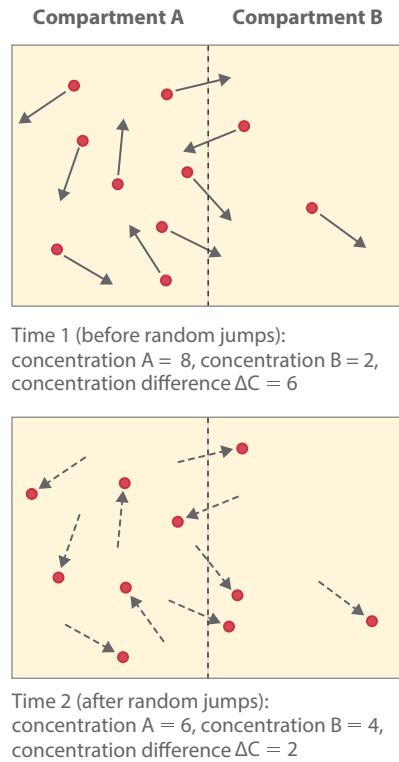 Compartment A Compartment B
Time 1 (before random jumps):
concentration A = 8, concentration B = 2,
concentration difference ΔC = 6
Time 2 (after random jumps):
concentration A = 6, concentration B = 4,
concentration difference ΔC = 2